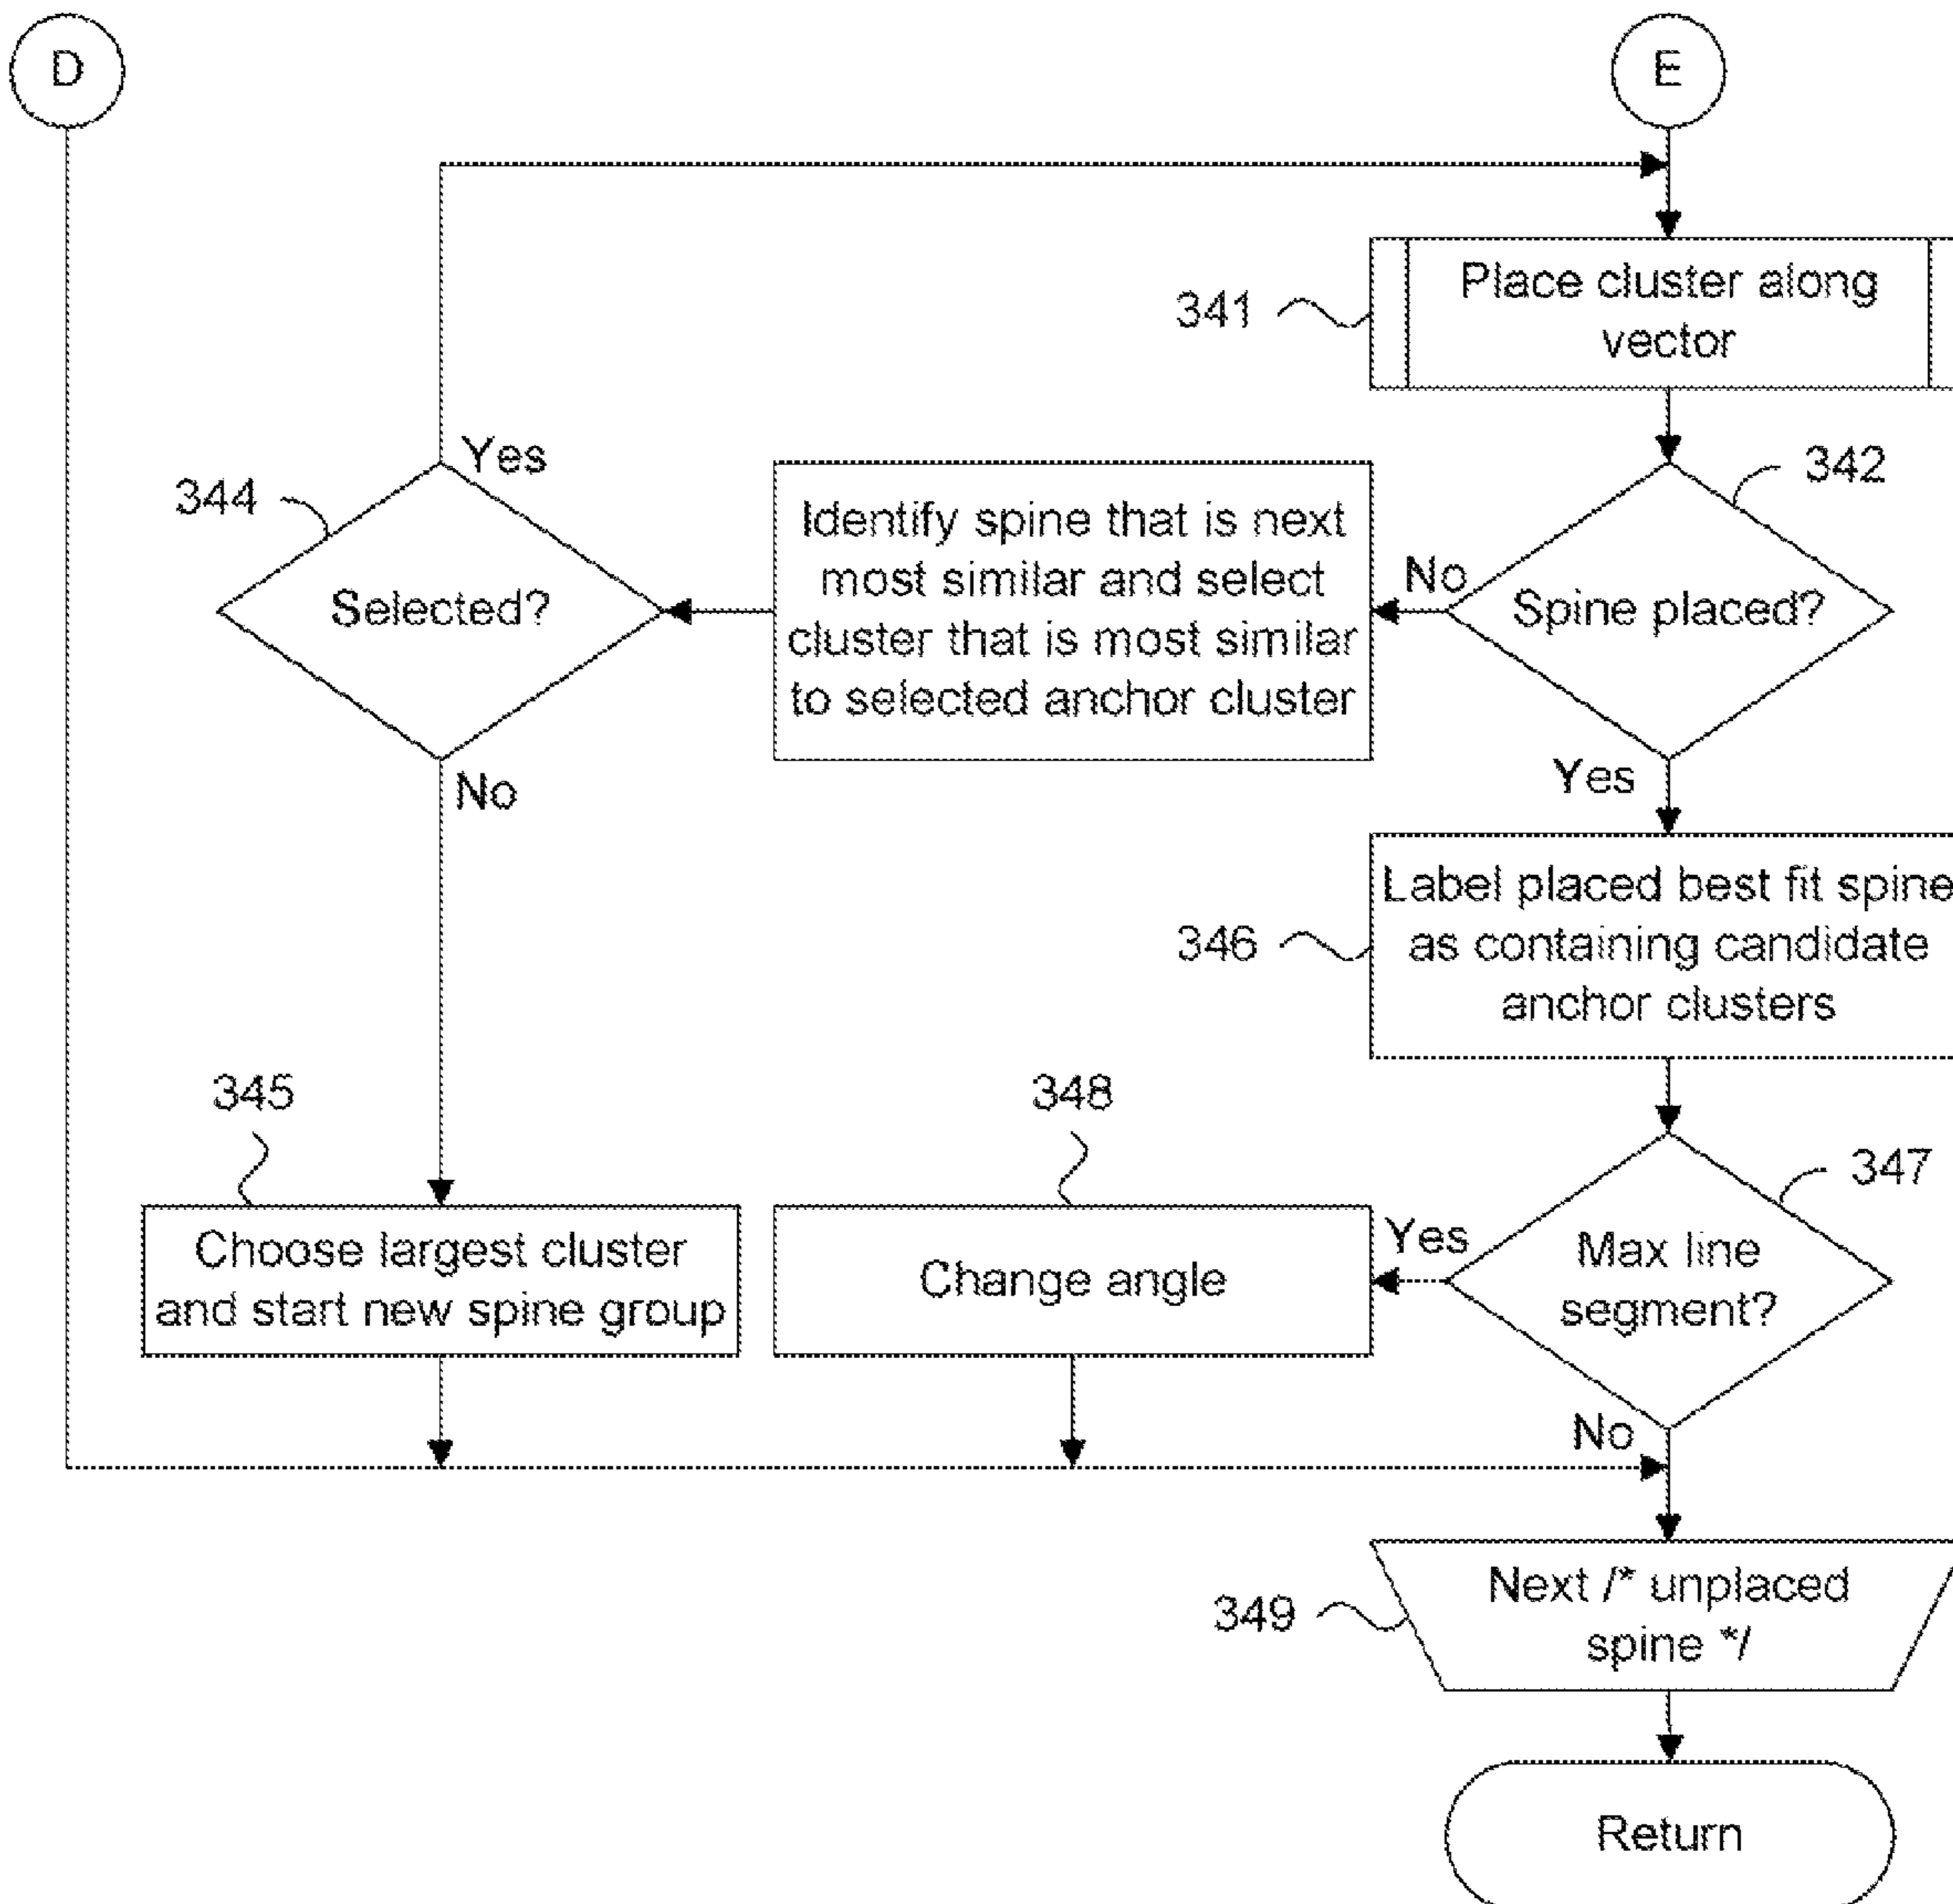 D
E
341
Place cluster along
vector
342
Yes
344
Identify spine that is next
most similar and select
cluster that is most similar
to selected anchor cluster
No
Spine placed?
Selected?
No
Yes
346
Label placed best fit spine
as containing candidate
anchor clusters
345
348
347
Choose largest cluster
and start new spine group
Change angle
Yes
Max line
segment?
No
349
Next /* unplaced
spine */
Return